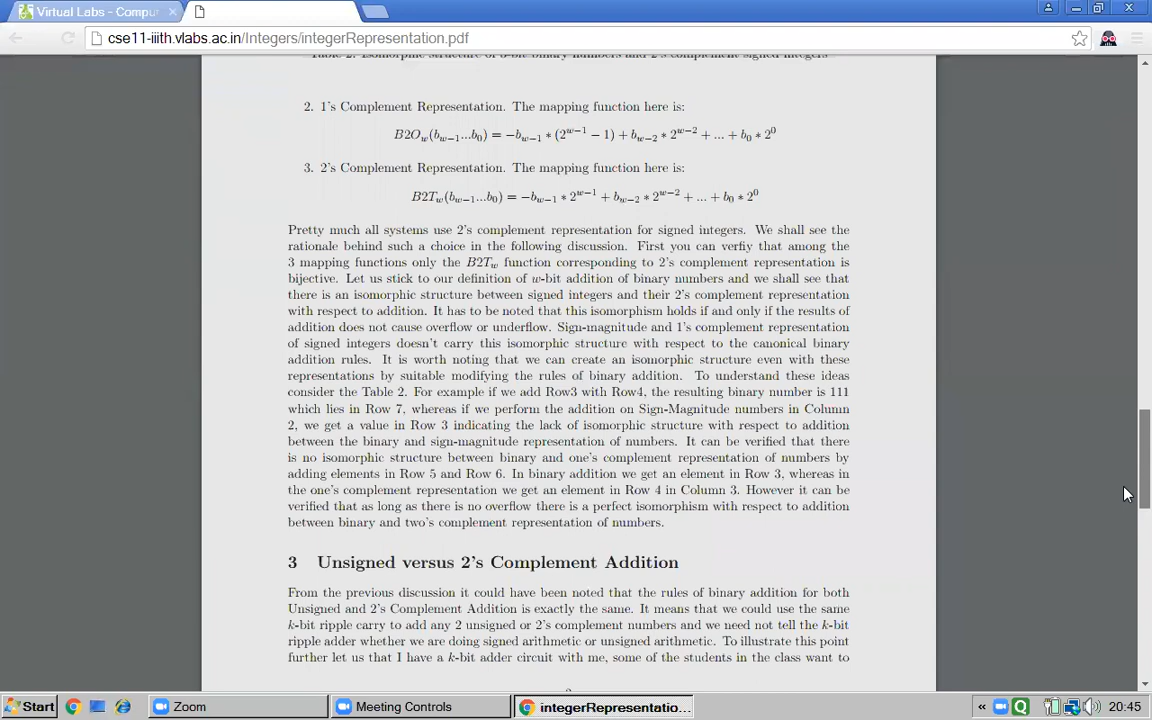 Virtual Labs - Compu
cse11-iiith.vlabs.ac.in/Integers/integerRepresentation.pdf
Table 2: Isomorphic structure of 3-bit binary numbers and 2's complement signed integers
2. 1's Complement Representation. The mapping function here is:
B2O_w(b_{w−1}...b_0) = −b_{w−1} ∗ (2^{w−1} − 1) + b_{w−2} ∗ 2^{w−2} + ... + b_0 ∗ 2^0
3. 2's Complement Representation. The mapping function here is:
B2T_w(b_{w−1}...b_0) = −b_{w−1} ∗ 2^{w−1} + b_{w−2} ∗ 2^{w−2} + ... + b_0 ∗ 2^0
Pretty much all systems use 2's complement representation for signed integers. We shall see the
rationale behind such a choice in the following discussion. First you can verfiy that among the
3 mapping functions only the B2T_w function corresponding to 2's complement representation is
bijective. Let us stick to our definition of w-bit addition of binary numbers and we shall see that
there is an isomorphic structure between signed integers and their 2's complement representation
with respect to addition. It has to be noted that this isomorphism holds if and only if the results of
addition does not cause overflow or underflow. Sign-magnitude and 1's complement representation
of signed integers doesn't carry this isomorphic structure with respect to the canonical binary
addition rules. It is worth noting that we can create an isomorphic structure even with these
representations by suitable modifying the rules of binary addition. To understand these ideas
consider the Table 2. For example if we add Row3 with Row4, the resulting binary number is 111
which lies in Row 7, whereas if we perform the addition on Sign-Magnitude numbers in Column
2, we get a value in Row 3 indicating the lack of isomorphic structure with respect to addition
between the binary and sign-magnitude representation of numbers. It can be verified that there
is no isomorphic structure between binary and one's complement representation of numbers by
adding elements in Row 5 and Row 6. In binary addition we get an element in Row 3, whereas in
the one's complement representation we get an element in Row 4 in Column 3. However it can be
verified that as long as there is no overflow there is a perfect isomorphism with respect to addition
between binary and two's complement representation of numbers.
3 Unsigned versus 2's Complement Addition
From the previous discussion it could have been noted that the rules of binary addition for both
Unsigned and 2's Complement Addition is exactly the same. It means that we could use the same
k-bit ripple carry to add any 2 unsigned or 2's complement numbers and we need not tell the k-bit
ripple adder whether we are doing signed arithmetic or unsigned arithmetic. To illustrate this point
further let us that I have a k-bit adder circuit with me, some of the students in the class want to
Start
Zoom
Meeting Controls
integerRepresentatio...
«
20:45